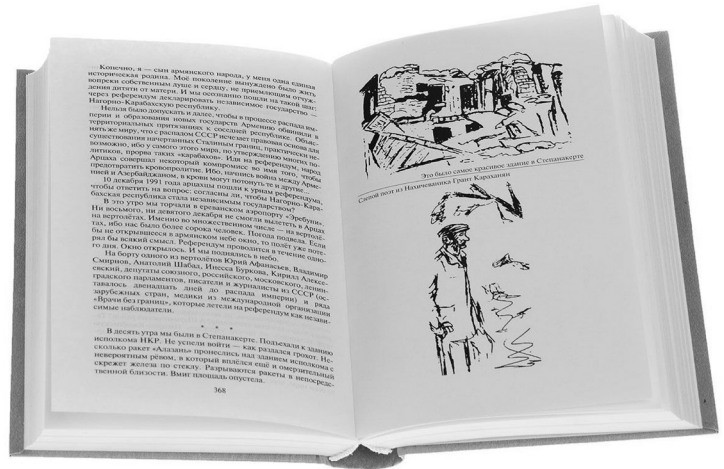 Конечно, я — сын армянского народа, у меня одна единая
историческая родина. Моё поколение вынуждено было жить
вопреки собственным душе и сердцу, не приемлющим отчуж-
дения дитяти от матери. И мы осознанно пошли на такой шаг:
через референдум декларировать независимое государство —
Нагорно-Карабахскую республику.
Нельзя было допускать и далее, чтобы в процессе распада им-
перии и образования новых государств Армению обвинили в
территориальных притязаниях к соседней республике. Объяс-
нять же миру, что с распадом СССР исчезает правовая основа для
существования начертанных Сталиным границ, практически не-
возможно, ибо у самого этого мира, по утверждению многих по-
литиков, прорва таких «карабахов». Идя на референдум, народ
Арцаха совершал некоторый компромисс во имя того, чтобы
предотвратить кровопролитие. Ибо, начнись война между Арме-
нией и Азербайджаном, в крови могут потонуть те и другие...
10 декабря 1991 года арцахцы пошли к урнам референдума,
чтобы ответить на вопрос: согласны ли, чтобы Нагорно-Кара-
бахская республика стала независимым государством?
В это утро мы торчали в ереванском аэропорту «Эребуни».
Ни восьмого, ни девятого декабря не смогли вылететь в Арцах
на вертолётах. Именно во множественном числе — на вертолё-
тах, ибо нас было более сорока человек. Погода подвела. Если
бы не открывшееся в армянском небе окно, то полёт уже поте-
рял бы всякий смысл. Референдум проводится в течение одно-
го дня. Окно открылось. И мы поднялись в небо.
На борту одного из вертолётов Юрий Афанасьев, Владимир
Смирнов, Анатолий Шабад, Инесса Буркова, Кирилл Алексе-
евский, депутаты союзного, российского, московского, ленин-
градского парламентов, писатели и журналисты из СССР (ос-
тавалось двенадцать дней до распада империи) и ряда
зарубежных стран, медики из международной организации
«Врачи без границ», которые летели на референдум как незави-
симые наблюдатели.
* * *
В десять утра мы были в Степанакерте. Подъехали к зданию
исполкома НКР. Не успели войти — как раздался грохот. Не-
сколько ракет «Алазань» пронеслись над зданием исполкома с
невероятным рёвом, в который вплёлся ещё и омерзительный
скрежет железа по стеклу. Разрываются ракеты в непосредс-
твенной близости. Вмиг площадь опустела.
368
Это было самое красивое здание в Степанакерте
Слепой поэт из Нахичеваника Грант Караханян